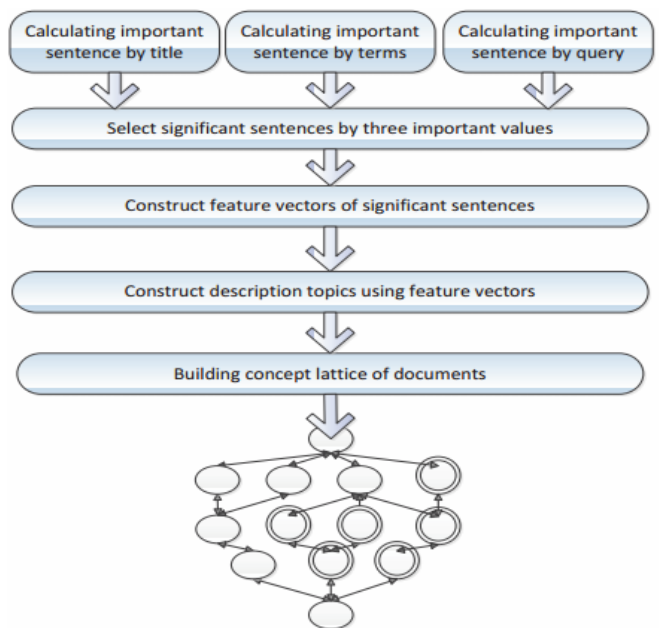 Calculating important
sentence by title
Calculating important
sentence by terms
Calculating important
sentence by query
Select significant sentences by three important values
Construct feature vectors of significant sentences
Construct description topics using feature vectors
Building concept lattice of documents